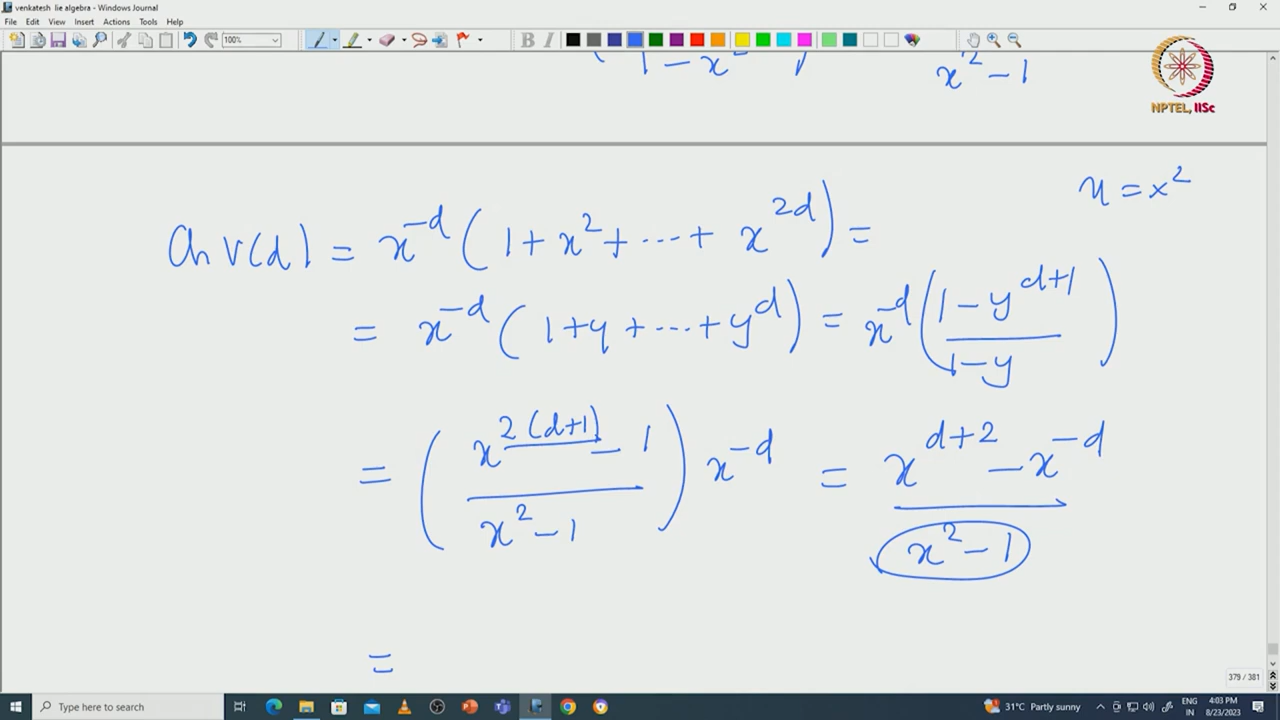 venkatesh lie algebra - Windows Journal
File Edit View Insert Actions Tools Help
100%
B I
1 - x²
x² - 1
NPTEL, IISc
y = x²
Ch V(d) = x^{-d} ( 1 + x² + ... + x^{2d} ) =
= x^{-d} ( 1 + y + ... + y^d ) = x^{-d} ( (1 - y^{d+1}) / (1 - y) )
= ( (x^{2(d+1)} - 1) / (x² - 1) ) x^{-d} = (x^{d+2} - x^{-d}) / (x² - 1)
=
379 / 381
Type here to search
31°C Partly sunny
ENG
IN
4:03 PM
8/23/2023